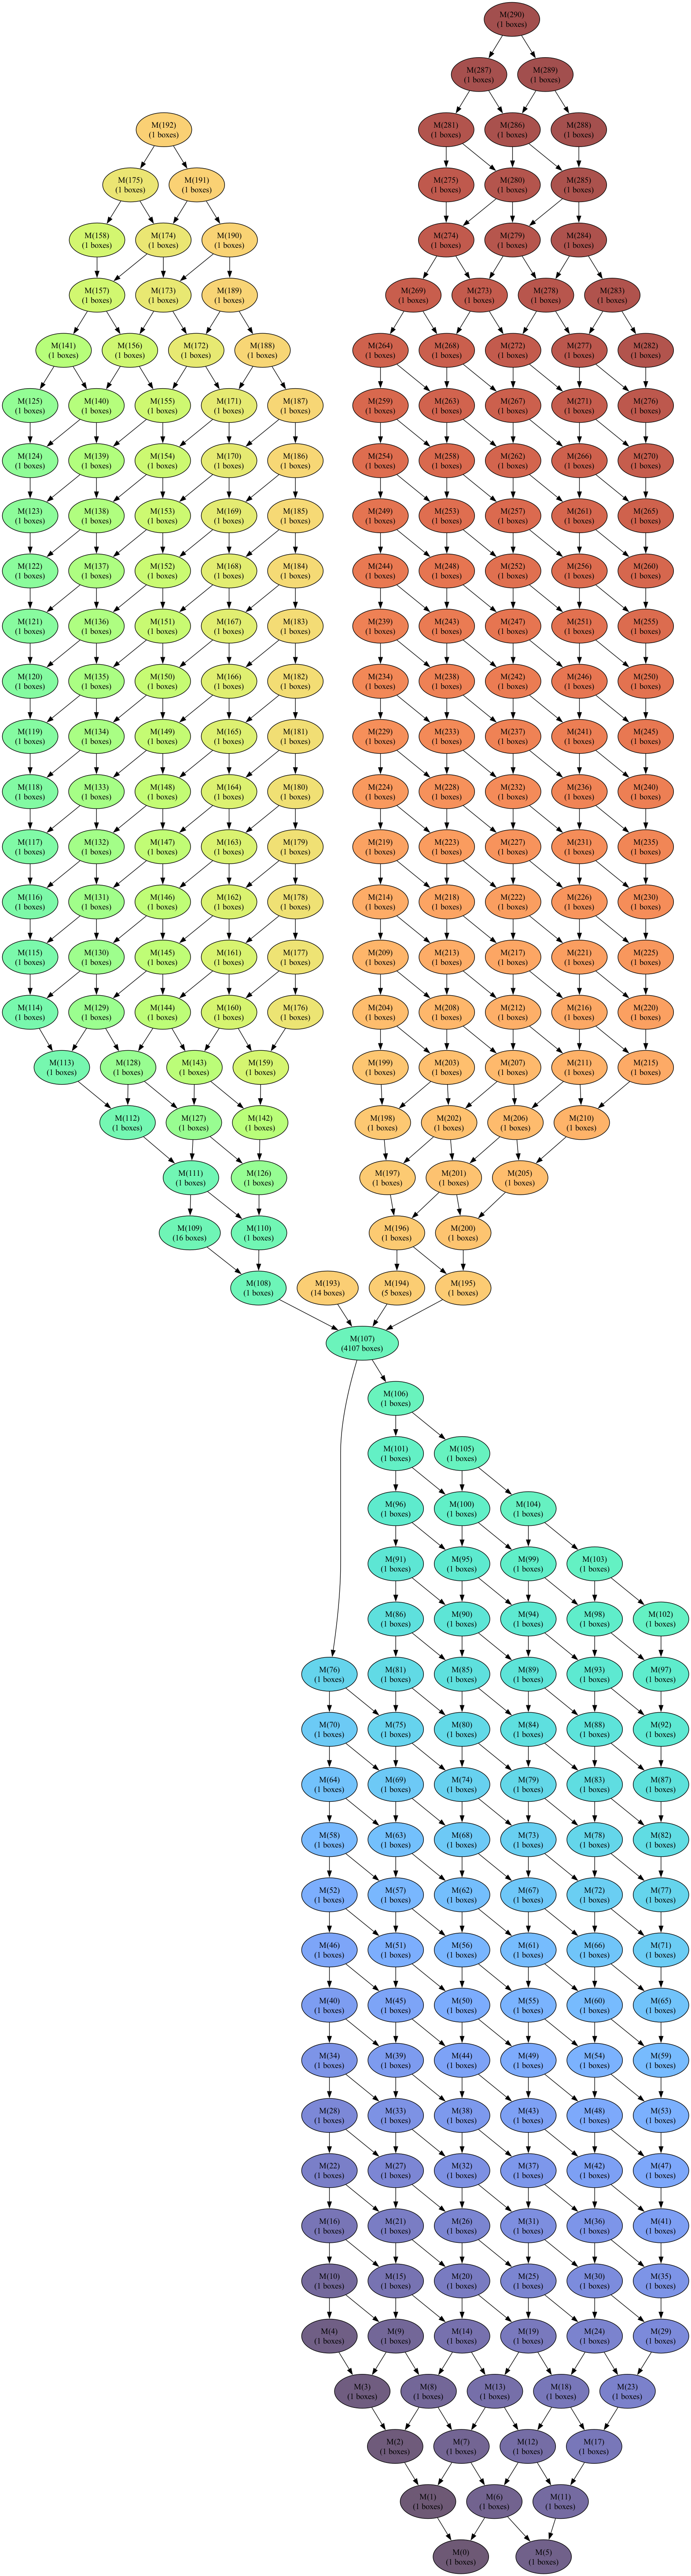 M(290)
(1 boxes)
M(287) M(289)
(1 boxes) (1 boxes)
M(192) M(281) M(286) M(288)
(1 boxes) (1 boxes) (1 boxes) (1 boxes)
M(175) M(191) M(275) M(280) M(285)
(1 boxes) (1 boxes) (1 boxes) (1 boxes) (1 boxes)
M(158) M(174) M(190) M(274) M(279) M(284)
(1 boxes) (1 boxes) (1 boxes) (1 boxes) (1 boxes) (1 boxes)
M(157) M(173) M(189) M(269) M(273) M(278) M(283)
(1 boxes) (1 boxes) (1 boxes) (1 boxes) (1 boxes) (1 boxes) (1 boxes)
M(141) M(156) M(172) M(188) M(264) M(268) M(272) M(277) M(282)
(1 boxes) (1 boxes) (1 boxes) (1 boxes) (1 boxes) (1 boxes) (1 boxes) (1 boxes) (1 boxes)
M(125) M(140) M(155) M(171) M(187) M(259) M(263) M(267) M(271) M(276)
(1 boxes) (1 boxes) (1 boxes) (1 boxes) (1 boxes) (1 boxes) (1 boxes) (1 boxes) (1 boxes) (1 boxes)
M(124) M(139) M(154) M(170) M(186) M(254) M(258) M(262) M(266) M(270)
(1 boxes) (1 boxes) (1 boxes) (1 boxes) (1 boxes) (1 boxes) (1 boxes) (1 boxes) (1 boxes) (1 boxes)
M(123) M(138) M(153) M(169) M(185) M(249) M(253) M(257) M(261) M(265)
(1 boxes) (1 boxes) (1 boxes) (1 boxes) (1 boxes) (1 boxes) (1 boxes) (1 boxes) (1 boxes) (1 boxes)
M(122) M(137) M(152) M(168) M(184) M(244) M(248) M(252) M(256) M(260)
(1 boxes) (1 boxes) (1 boxes) (1 boxes) (1 boxes) (1 boxes) (1 boxes) (1 boxes) (1 boxes) (1 boxes)
M(121) M(136) M(151) M(167) M(183) M(239) M(243) M(247) M(251) M(255)
(1 boxes) (1 boxes) (1 boxes) (1 boxes) (1 boxes) (1 boxes) (1 boxes) (1 boxes) (1 boxes) (1 boxes)
M(120) M(135) M(150) M(166) M(182) M(234) M(238) M(242) M(246) M(250)
(1 boxes) (1 boxes) (1 boxes) (1 boxes) (1 boxes) (1 boxes) (1 boxes) (1 boxes) (1 boxes) (1 boxes)
M(119) M(134) M(149) M(165) M(181) M(229) M(233) M(237) M(241) M(245)
(1 boxes) (1 boxes) (1 boxes) (1 boxes) (1 boxes) (1 boxes) (1 boxes) (1 boxes) (1 boxes) (1 boxes)
M(118) M(133) M(148) M(164) M(180) M(224) M(228) M(232) M(236) M(240)
(1 boxes) (1 boxes) (1 boxes) (1 boxes) (1 boxes) (1 boxes) (1 boxes) (1 boxes) (1 boxes) (1 boxes)
M(117) M(132) M(147) M(163) M(179) M(219) M(223) M(227) M(231) M(235)
(1 boxes) (1 boxes) (1 boxes) (1 boxes) (1 boxes) (1 boxes) (1 boxes) (1 boxes) (1 boxes) (1 boxes)
M(116) M(131) M(146) M(162) M(178) M(214) M(218) M(222) M(226) M(230)
(1 boxes) (1 boxes) (1 boxes) (1 boxes) (1 boxes) (1 boxes) (1 boxes) (1 boxes) (1 boxes) (1 boxes)
M(115) M(130) M(145) M(161) M(177) M(209) M(213) M(217) M(221) M(225)
(1 boxes) (1 boxes) (1 boxes) (1 boxes) (1 boxes) (1 boxes) (1 boxes) (1 boxes) (1 boxes) (1 boxes)
M(114) M(129) M(144) M(160) M(176) M(204) M(208) M(212) M(216) M(220)
(1 boxes) (1 boxes) (1 boxes) (1 boxes) (1 boxes) (1 boxes) (1 boxes) (1 boxes) (1 boxes) (1 boxes)
M(113) M(128) M(143) M(159) M(199) M(203) M(207) M(211) M(215)
(1 boxes) (1 boxes) (1 boxes) (1 boxes) (1 boxes) (1 boxes) (1 boxes) (1 boxes) (1 boxes)
M(112) M(127) M(142) M(198) M(202) M(206) M(210)
(1 boxes) (1 boxes) (1 boxes) (1 boxes) (1 boxes) (1 boxes) (1 boxes)
M(111) M(126) M(197) M(201) M(205)
(1 boxes) (1 boxes) (1 boxes) (1 boxes) (1 boxes)
M(109) M(110) M(196) M(200)
(16 boxes) (1 boxes) (1 boxes) (1 boxes)
M(108) M(193) M(194) M(195)
(1 boxes) (14 boxes) (5 boxes) (1 boxes)
M(107)
(4107 boxes)
M(106)
(1 boxes)
M(101) M(105)
(1 boxes) (1 boxes)
M(96) M(100) M(104)
(1 boxes) (1 boxes) (1 boxes)
M(91) M(95) M(99) M(103)
(1 boxes) (1 boxes) (1 boxes) (1 boxes)
M(86) M(90) M(94) M(98) M(102)
(1 boxes) (1 boxes) (1 boxes) (1 boxes) (1 boxes)
M(76) M(81) M(85) M(89) M(93) M(97)
(1 boxes) (1 boxes) (1 boxes) (1 boxes) (1 boxes) (1 boxes)
M(70) M(75) M(80) M(84) M(88) M(92)
(1 boxes) (1 boxes) (1 boxes) (1 boxes) (1 boxes) (1 boxes)
M(64) M(69) M(74) M(79) M(83) M(87)
(1 boxes) (1 boxes) (1 boxes) (1 boxes) (1 boxes) (1 boxes)
M(58) M(63) M(68) M(73) M(78) M(82)
(1 boxes) (1 boxes) (1 boxes) (1 boxes) (1 boxes) (1 boxes)
M(52) M(57) M(62) M(67) M(72) M(77)
(1 boxes) (1 boxes) (1 boxes) (1 boxes) (1 boxes) (1 boxes)
M(46) M(51) M(56) M(61) M(66) M(71)
(1 boxes) (1 boxes) (1 boxes) (1 boxes) (1 boxes) (1 boxes)
M(40) M(45) M(50) M(55) M(60) M(65)
(1 boxes) (1 boxes) (1 boxes) (1 boxes) (1 boxes) (1 boxes)
M(34) M(39) M(44) M(49) M(54) M(59)
(1 boxes) (1 boxes) (1 boxes) (1 boxes) (1 boxes) (1 boxes)
M(28) M(33) M(38) M(43) M(48) M(53)
(1 boxes) (1 boxes) (1 boxes) (1 boxes) (1 boxes) (1 boxes)
M(22) M(27) M(32) M(37) M(42) M(47)
(1 boxes) (1 boxes) (1 boxes) (1 boxes) (1 boxes) (1 boxes)
M(16) M(21) M(26) M(31) M(36) M(41)
(1 boxes) (1 boxes) (1 boxes) (1 boxes) (1 boxes) (1 boxes)
M(10) M(15) M(20) M(25) M(30) M(35)
(1 boxes) (1 boxes) (1 boxes) (1 boxes) (1 boxes) (1 boxes)
M(4) M(9) M(14) M(19) M(24) M(29)
(1 boxes) (1 boxes) (1 boxes) (1 boxes) (1 boxes) (1 boxes)
M(3) M(8) M(13) M(18) M(23)
(1 boxes) (1 boxes) (1 boxes) (1 boxes) (1 boxes)
M(2) M(7) M(12) M(17)
(1 boxes) (1 boxes) (1 boxes) (1 boxes)
M(1) M(6) M(11)
(1 boxes) (1 boxes) (1 boxes)
M(0) M(5)
(1 boxes) (1 boxes)